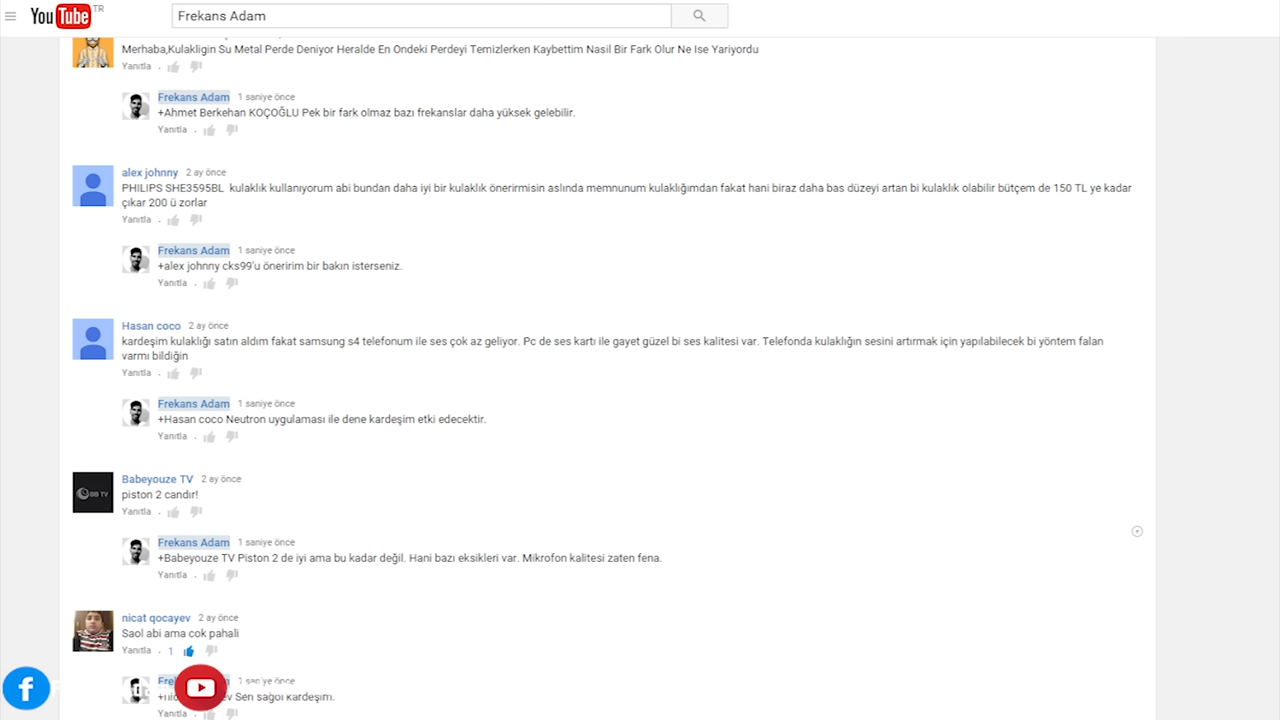 YouTube TR
Frekans Adam
Merhaba,Kulakligin Su Metal Perde Deniyor Heralde En Ondeki Perdeyi Temizlerken Kaybettim Nasil Bir Fark Olur Ne Ise Yariyordu
Yanıtla
Frekans Adam 1 saniye önce
+Ahmet Berkehan KOÇOĞLU Pek bir fark olmaz bazı frekanslar daha yüksek gelebilir.
Yanıtla
alex johnny 2 ay önce
PHILIPS SHE3595BL kulaklık kullanıyorum abi bundan daha iyi bir kulaklık önerirmisin aslında memnunum kulaklığımdan fakat hani biraz daha bas düzeyi artan bi kulaklık olabilir bütçem de 150 TL ye kadar
çıkar 200 ü zorlar
Yanıtla
Frekans Adam 1 saniye önce
+alex johnny cks99'u öneririm bir bakın isterseniz.
Yanıtla
Hasan coco 2 ay önce
kardeşim kulaklığı satın aldım fakat samsung s4 telefonum ile ses çok az geliyor. Pc de ses kartı ile gayet güzel bi ses kalitesi var. Telefonda kulaklığın sesini artırmak için yapılabilecek bi yöntem falan
varmı bildiğin
Yanıtla
Frekans Adam 1 saniye önce
+Hasan coco Neutron uygulaması ile dene kardeşim etki edecektir.
Yanıtla
Babeyouze TV 2 ay önce
BB TV
piston 2 candır!
Yanıtla
Frekans Adam 1 saniye önce
+Babeyouze TV Piston 2 de iyi ama bu kadar değil. Hani bazı eksikleri var. Mikrofon kalitesi zaten fena.
Yanıtla
nicat qocayev 2 ay önce
Saol abi ama cok pahali
Yanıtla 1
önce
Sen sağol kardeşim.
Yanıtla